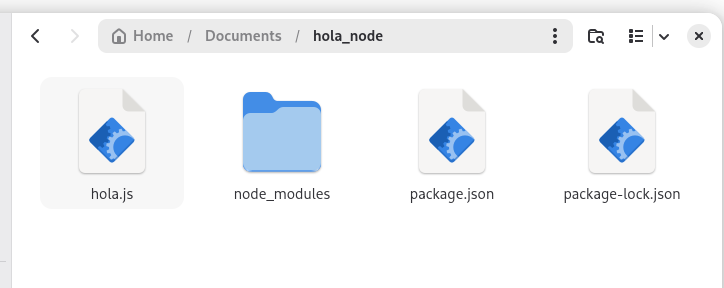 Home / Documents / hola_node
hola.js node_modules package.json package-lock.json